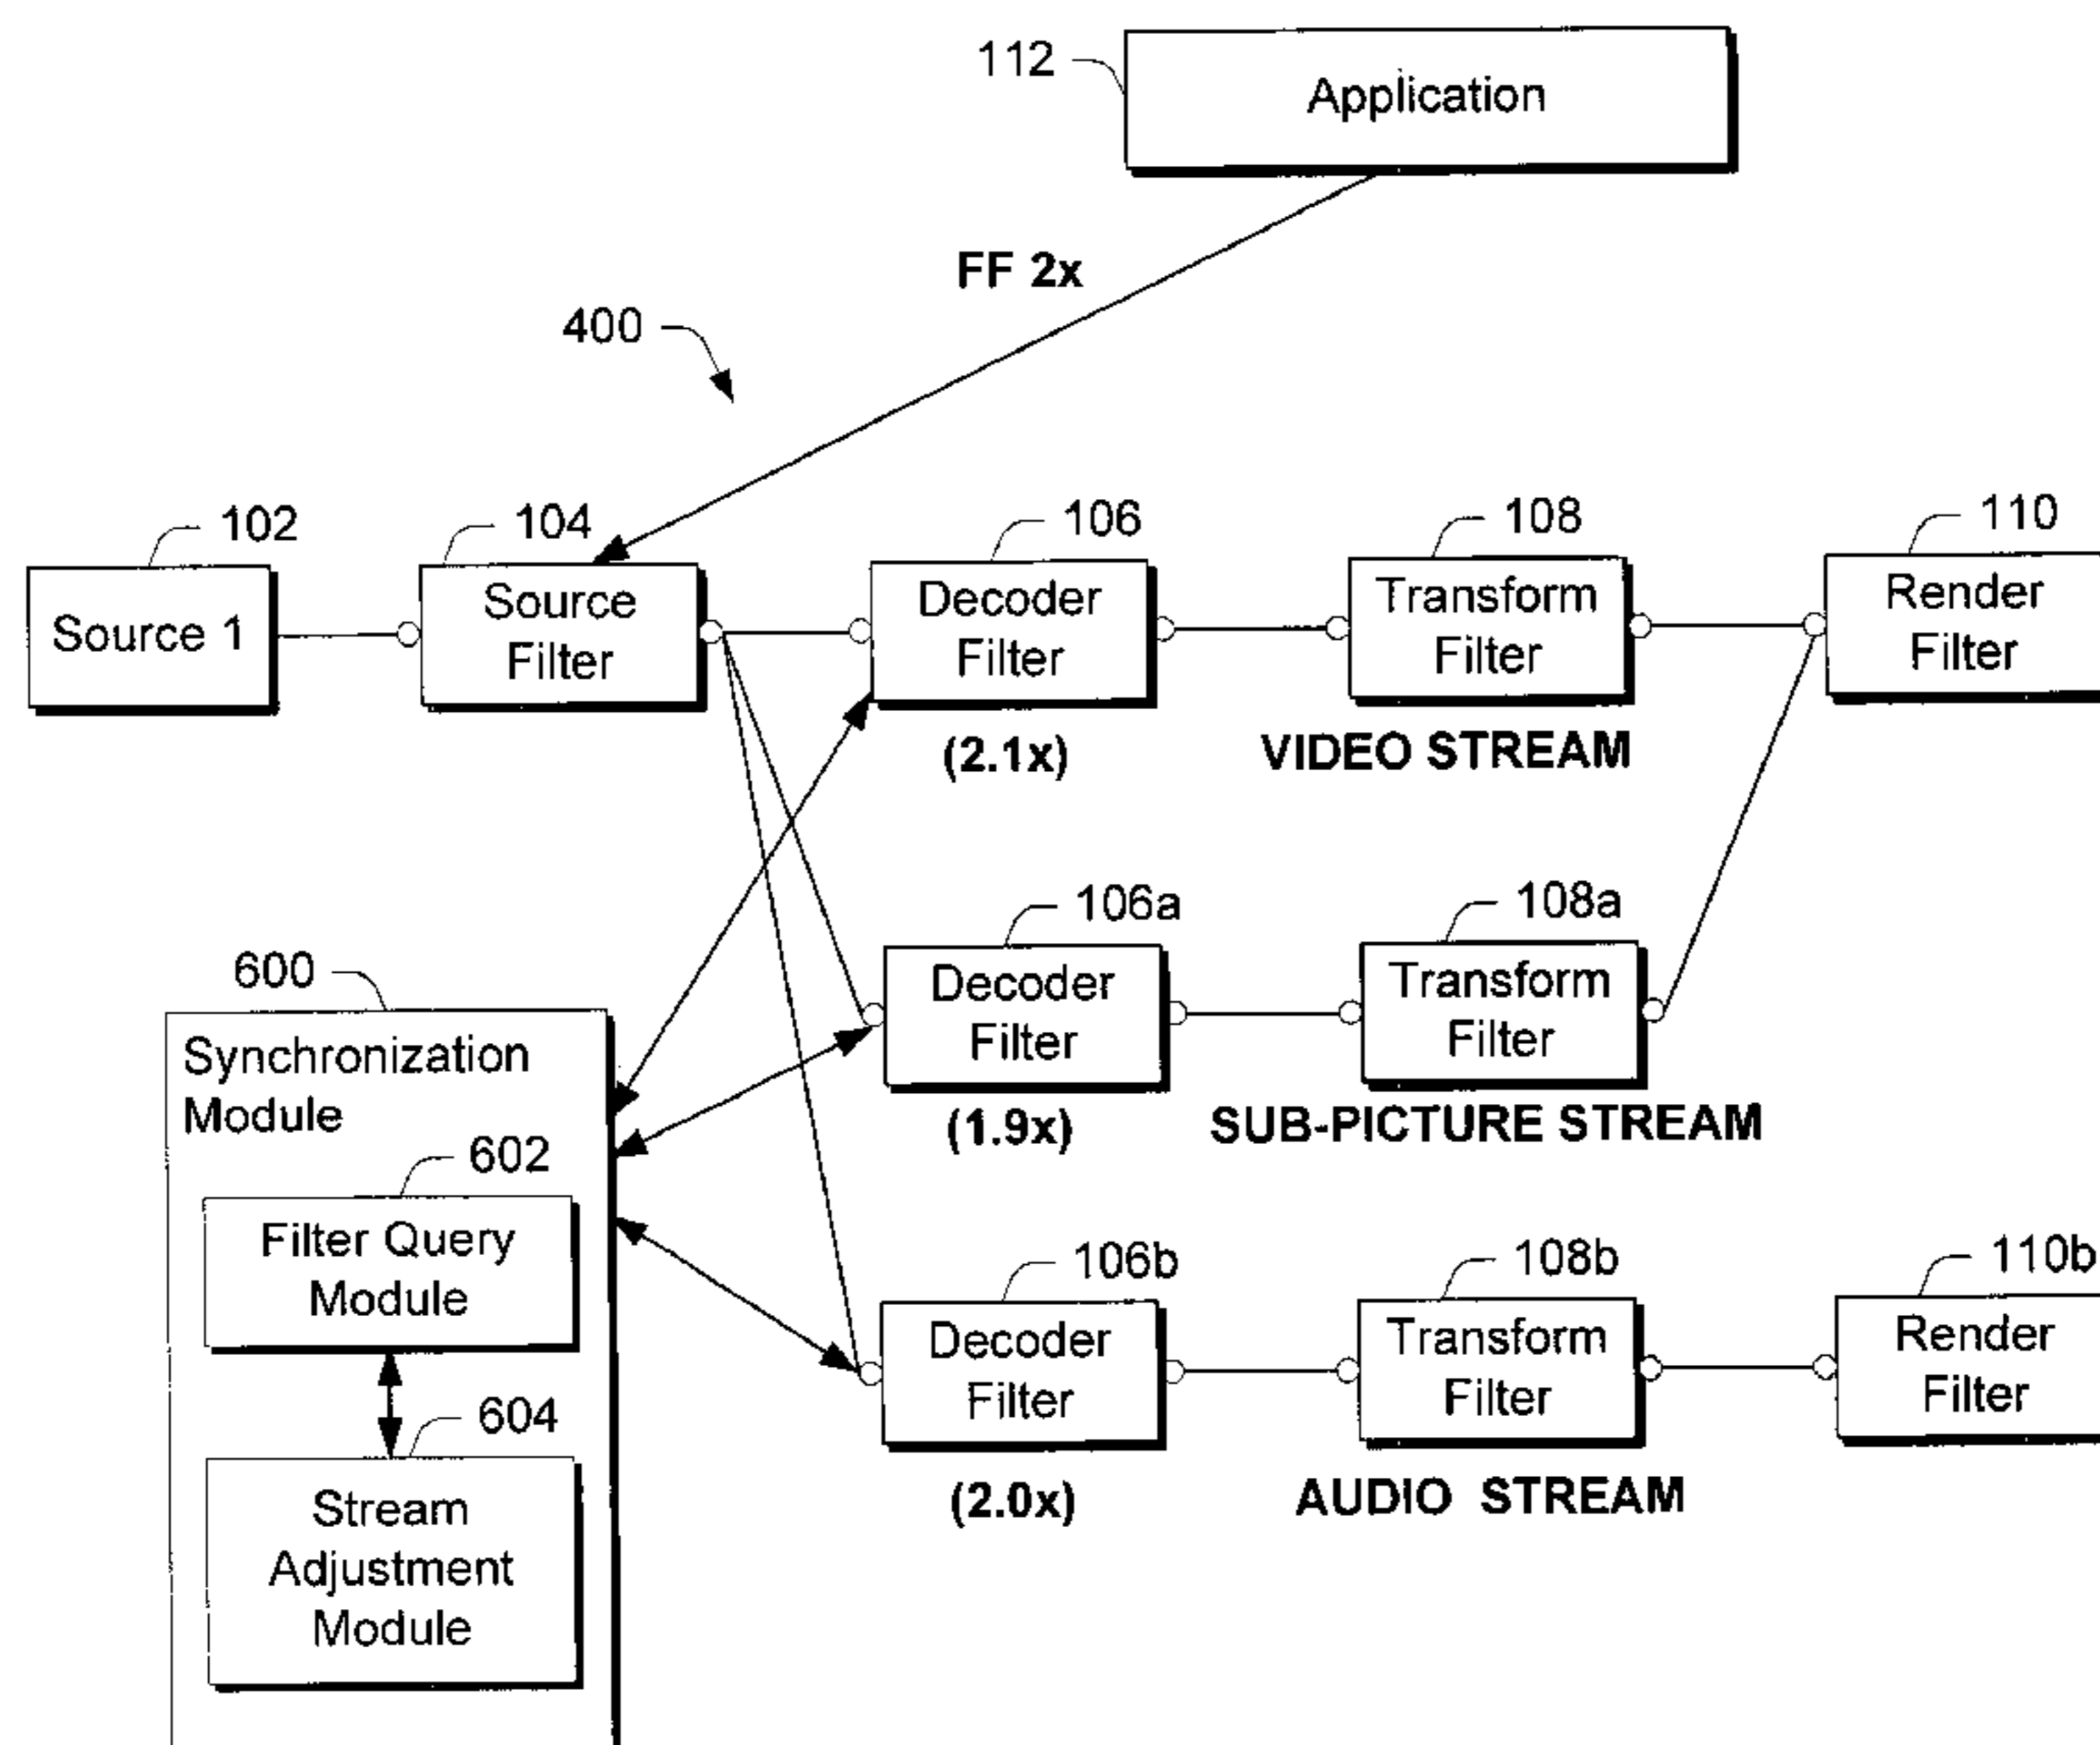 112
Application
FF 2x
400
102
Source 1
104
Source
Filter
106
Decoder
Filter
(2.1x)
108
Transform
Filter
VIDEO STREAM
110
Render
Filter
106a
Decoder
Filter
(1.9x)
108a
Transform
Filter
SUB-PICTURE STREAM
600
Synchronization
Module
602
Filter Query
Module
604
Stream
Adjustment
Module
106b
Decoder
Filter
(2.0x)
108b
Transform
Filter
AUDIO STREAM
110b
Render
Filter